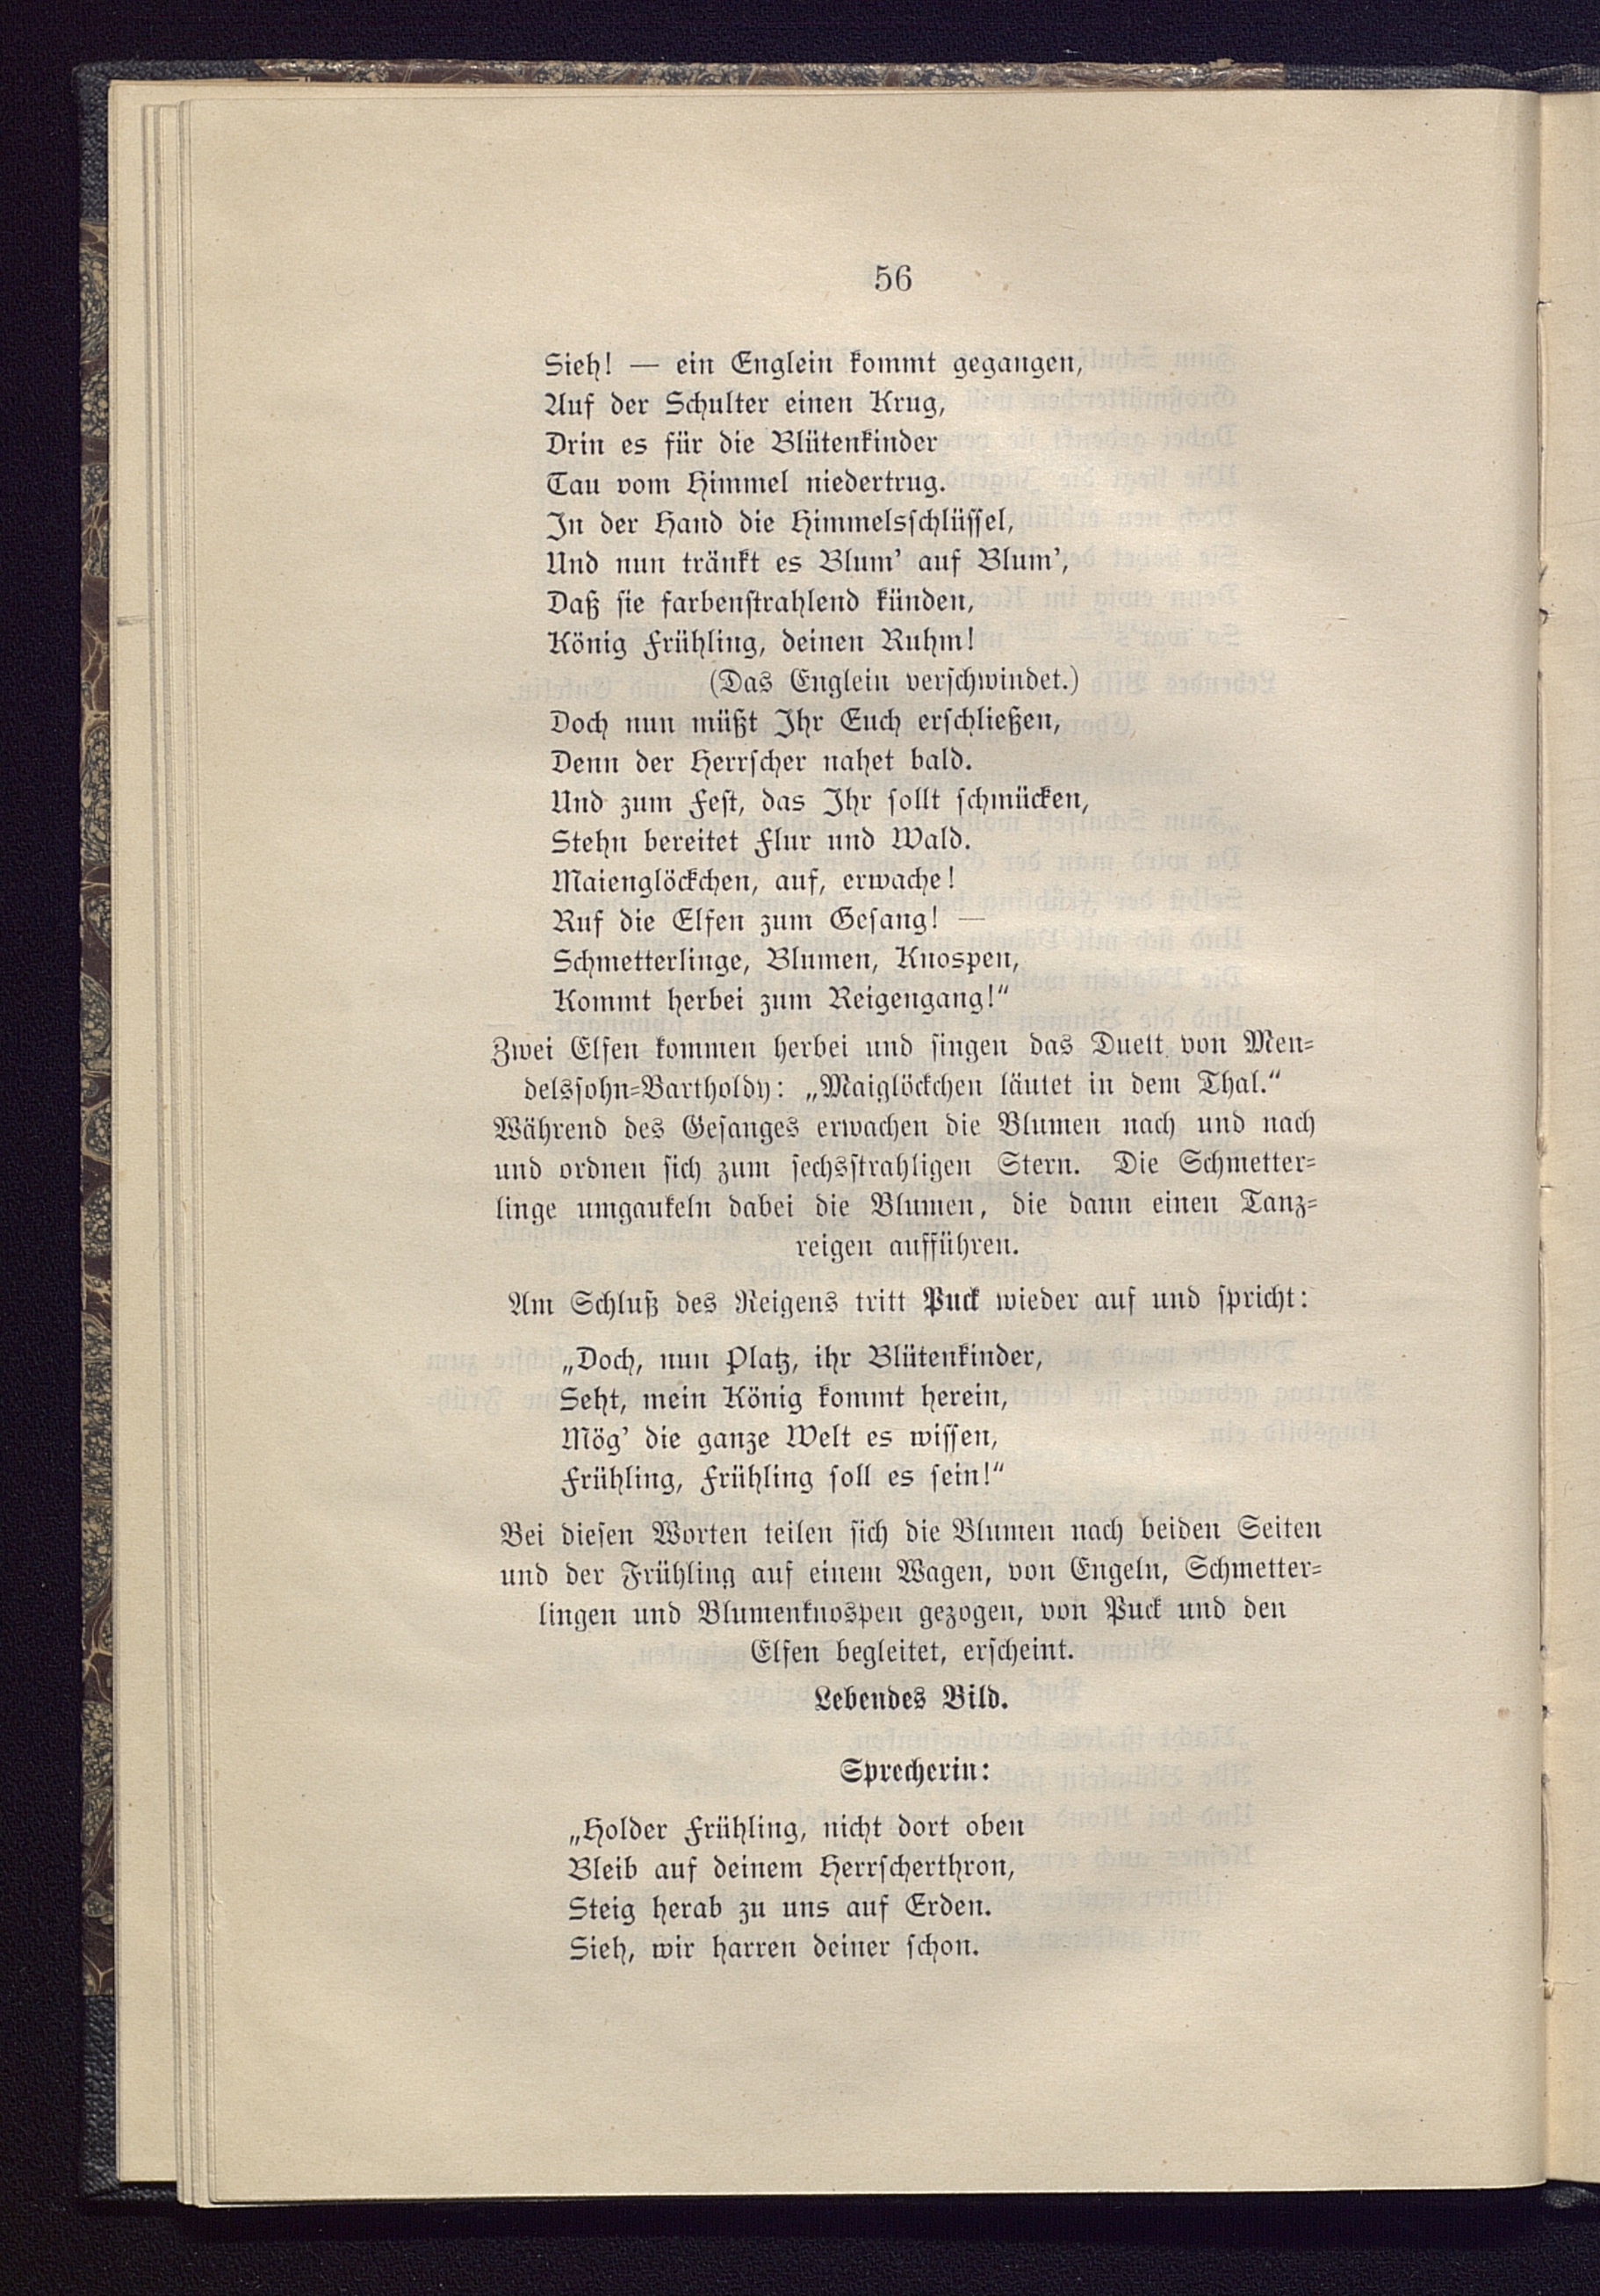 56
Sieh! — ein Englein kommt gegangen,
Auf der Schulter einen Krug,
Drin es für die Blütenkinder
Tau vom Himmel niedertrug.
In der Hand die Himmelsschlüssel,
Und nun tränkt es Blum' auf Blum',
Daß sie farbenstrahlend künden,
König Frühling, deinen Ruhm!
(Das Englein verschwindet.)
Doch nun müßt Ihr Euch erschließen,
Denn der Herrscher nahet bald.
Und zum Fest, das Ihr sollt schmücken,
Stehn bereitet Flur und Wald.
Maienglöckchen, auf, erwache!
Ruf die Elfen zum Gesang! —
Schmetterlinge, Blumen, Knospen,
Kommt herbei zum Reigengang!“
Zwei Elfen kommen herbei und singen das Duett von Men-
delssohn-Bartholdy: „Maiglöckchen läutet in dem Thal.“
Während des Gesanges erwachen die Blumen nach und nach
und ordnen sich zum sechsstrahligen Stern. Die Schmetter-
linge umgaukeln dabei die Blumen, die dann einen Tanz-
reigen aufführen.
Am Schluß des Reigens tritt Puck wieder auf und spricht:
„Doch, nun Platz, ihr Blütenkinder,
Seht, mein König kommt herein,
Mög' die ganze Welt es wissen,
Frühling, Frühling soll es sein!“
Bei diesen Worten teilen sich die Blumen nach beiden Seiten
und der Frühling auf einem Wagen, von Engeln, Schmetter-
lingen und Blumenknospen gezogen, von Puck und den
Elfen begleitet, erscheint.
Lebendes Bild.
Sprecherin:
„Holder Frühling, nicht dort oben
Bleib auf deinem Herrscherthron,
Steig herab zu uns auf Erden.
Sieh, wir harren deiner schon.